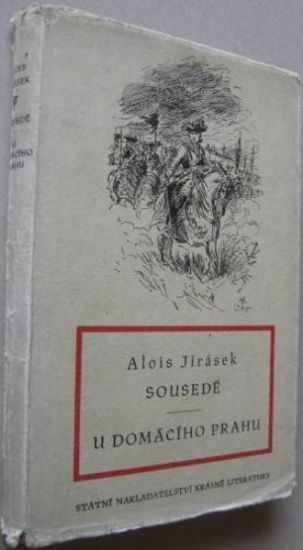 Alois Jirásek
SOUSEDÉ
U DOMÁCÍHO PRAHU
STÁTNÍ NAKLADATELSTVÍ KRÁSNÉ LITERATURY